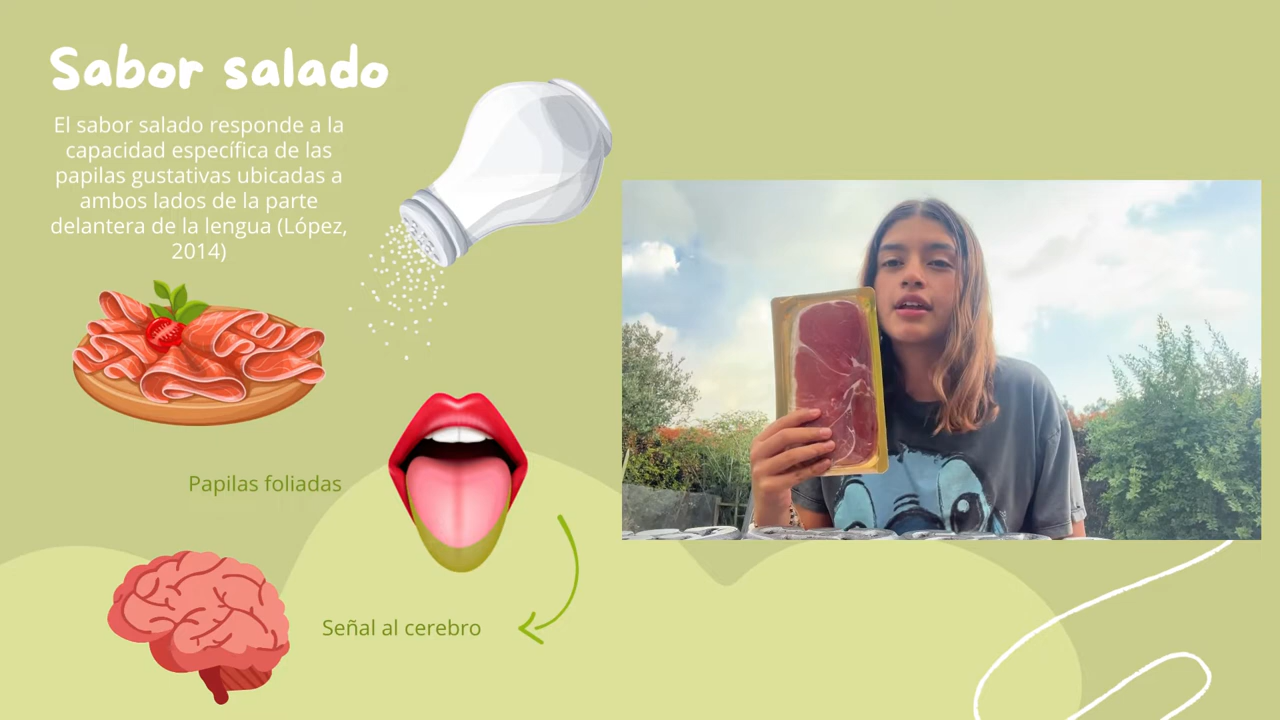 Sabor salado
El sabor salado responde a la
capacidad específica de las
papilas gustativas ubicadas a
ambos lados de la parte
delantera de la lengua (López,
2014)
Papilas foliadas
Señal al cerebro